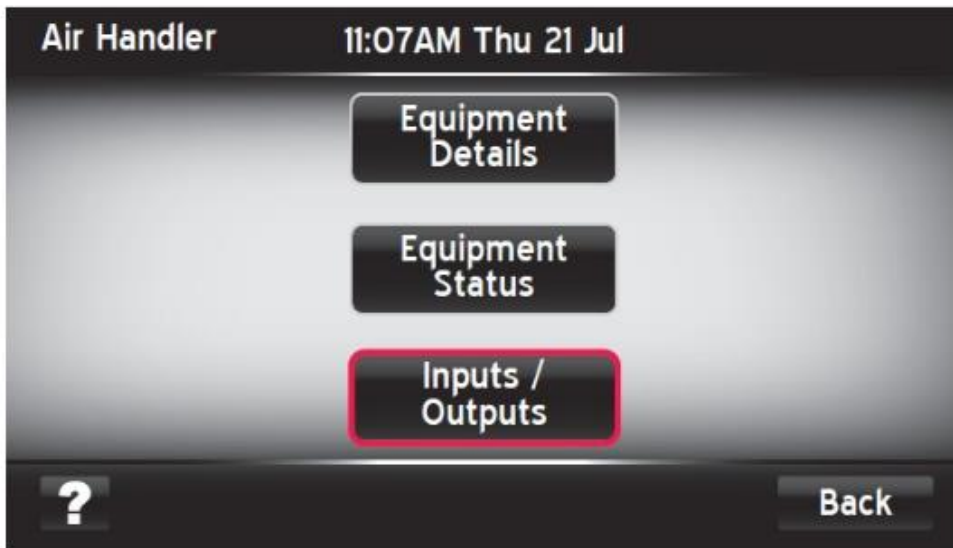 Air Handler 11:07AM Thu 21 Jul
Equipment
Details
Equipment
Status
Inputs /
Outputs
? Back